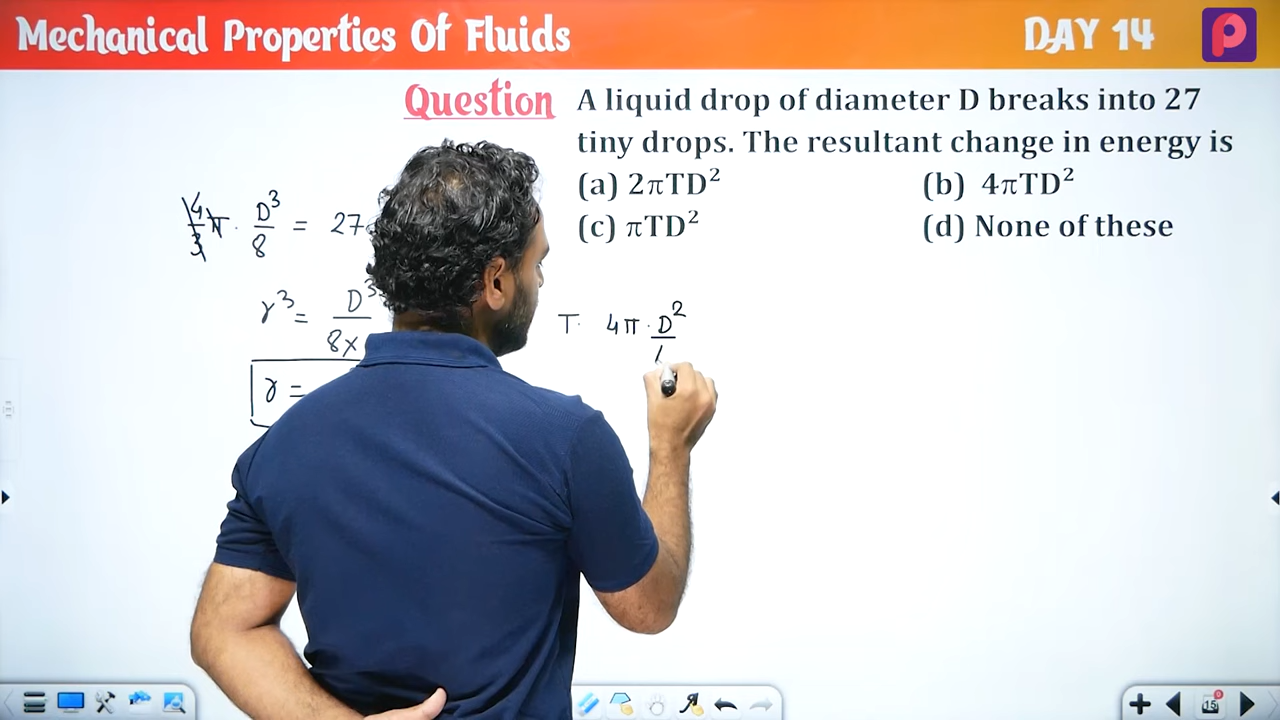 Mechanical Properties Of Fluids
DAY 14
Question A liquid drop of diameter D breaks into 27
tiny drops. The resultant change in energy is
(a) 2πTD² (b) 4πTD²
(c) πTD² (d) None of these
4/3 π · D³/8 = 27
r³ = D³/8×
r =
T · 4π · D²/
15